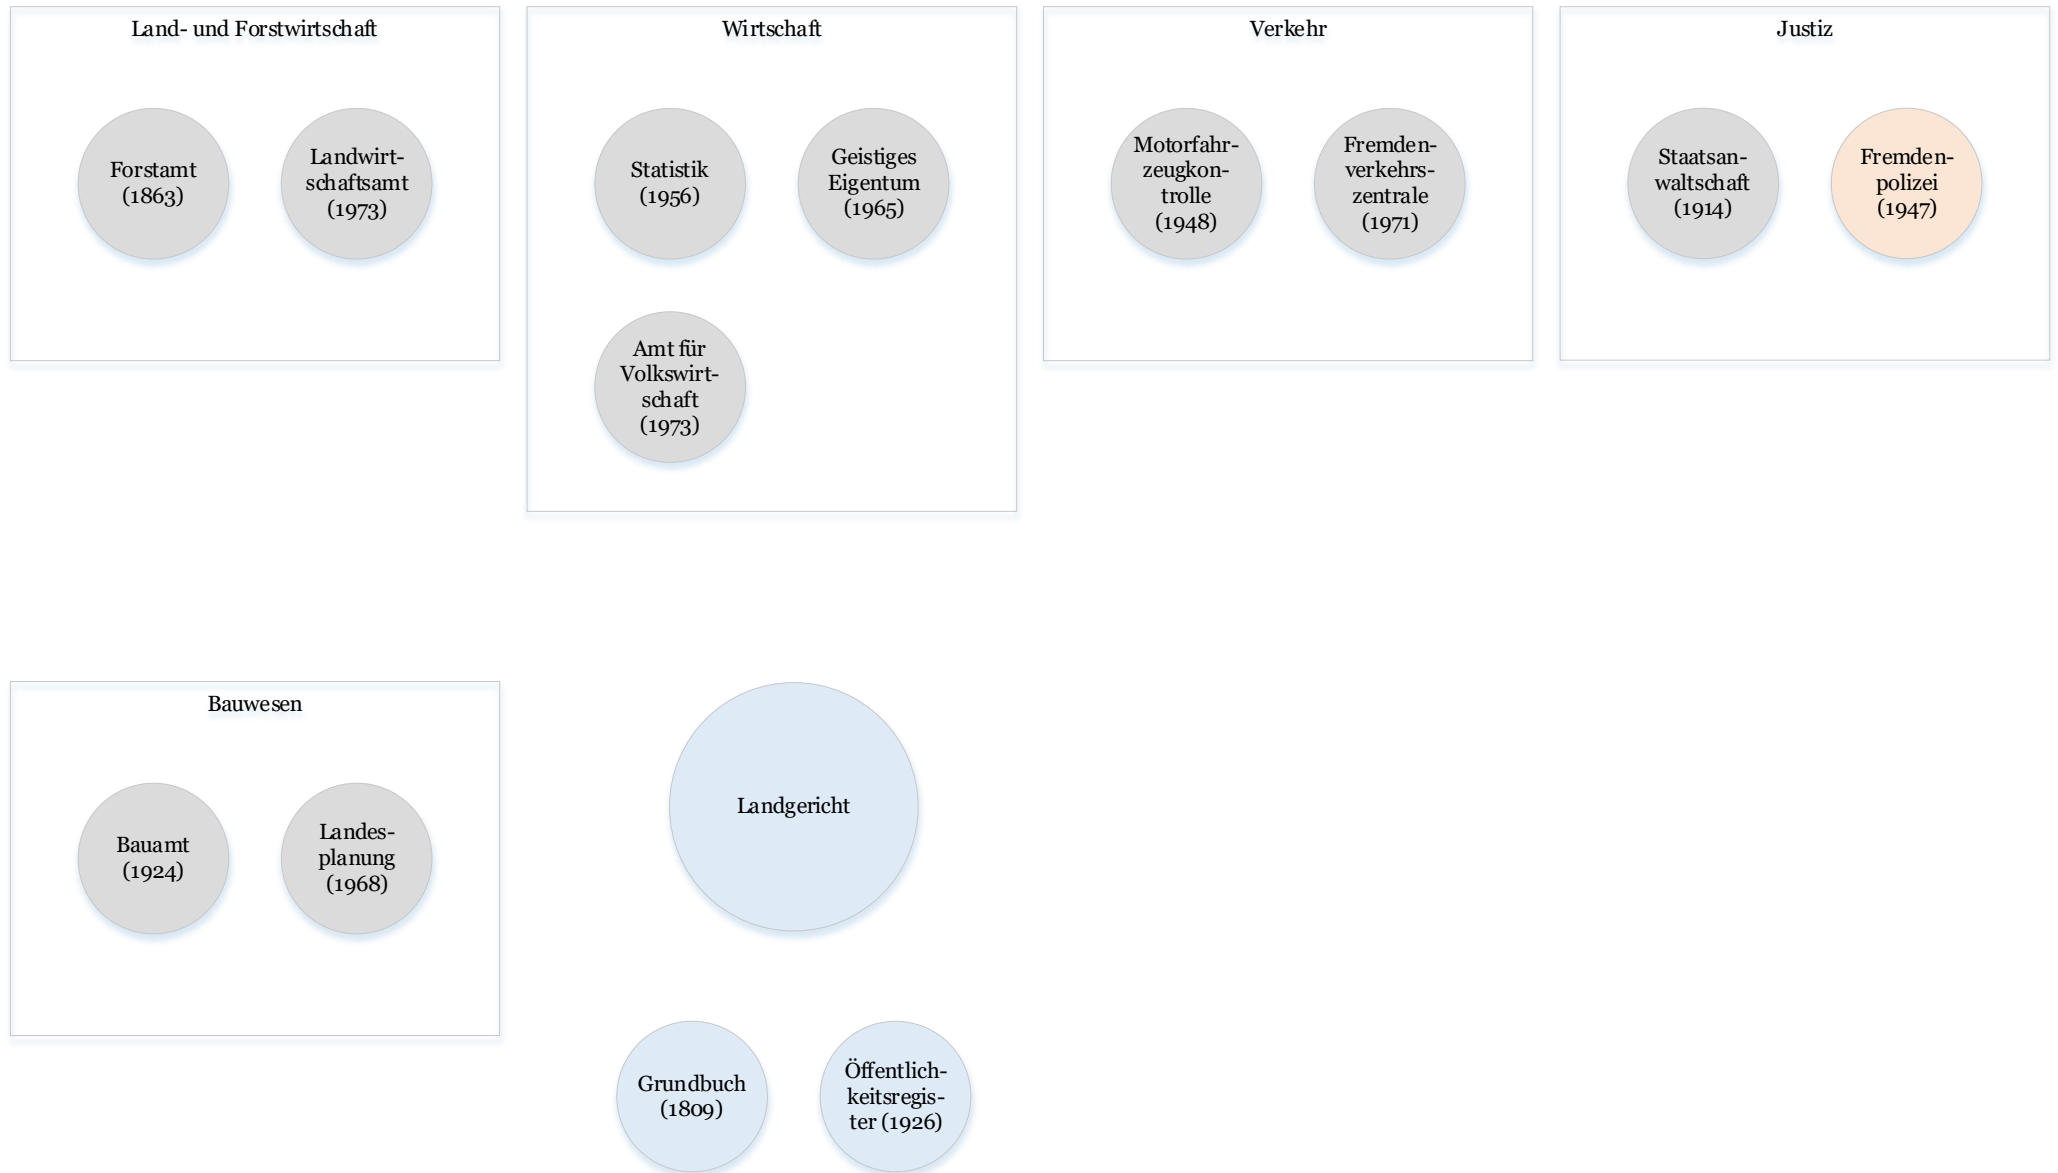 Land- und Forstwirtschaft
Forstamt
(1863)
Landwirt-
schaftsamt
(1973)
Wirtschaft
Statistik
(1956)
Geistiges
Eigentum
(1965)
Amt für
Volkswirt-
schaft
(1973)
Verkehr
Motorfahr-
zeugkon-
trolle
(1948)
Fremden-
verkehrs-
zentrale
(1971)
Justiz
Staatsan-
waltschaft
(1914)
Fremden-
polizei
(1947)
Bauwesen
Bauamt
(1924)
Landes-
planung
(1968)
Landgericht
Grundbuch
(1809)
Öffentlich-
keitsregis-
ter (1926)